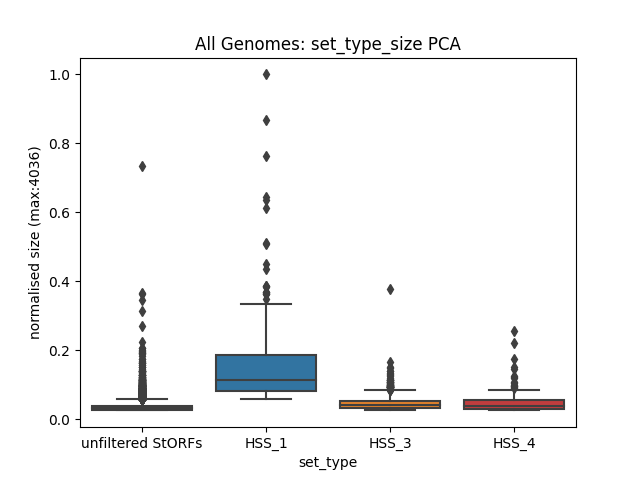 All Genomes: set_type_size PCA
normalised size (max:4036)
1.0
0.8
0.6
0.4
0.2
0.0
unfiltered StORFs HSS_1 HSS_3 HSS_4
set_type